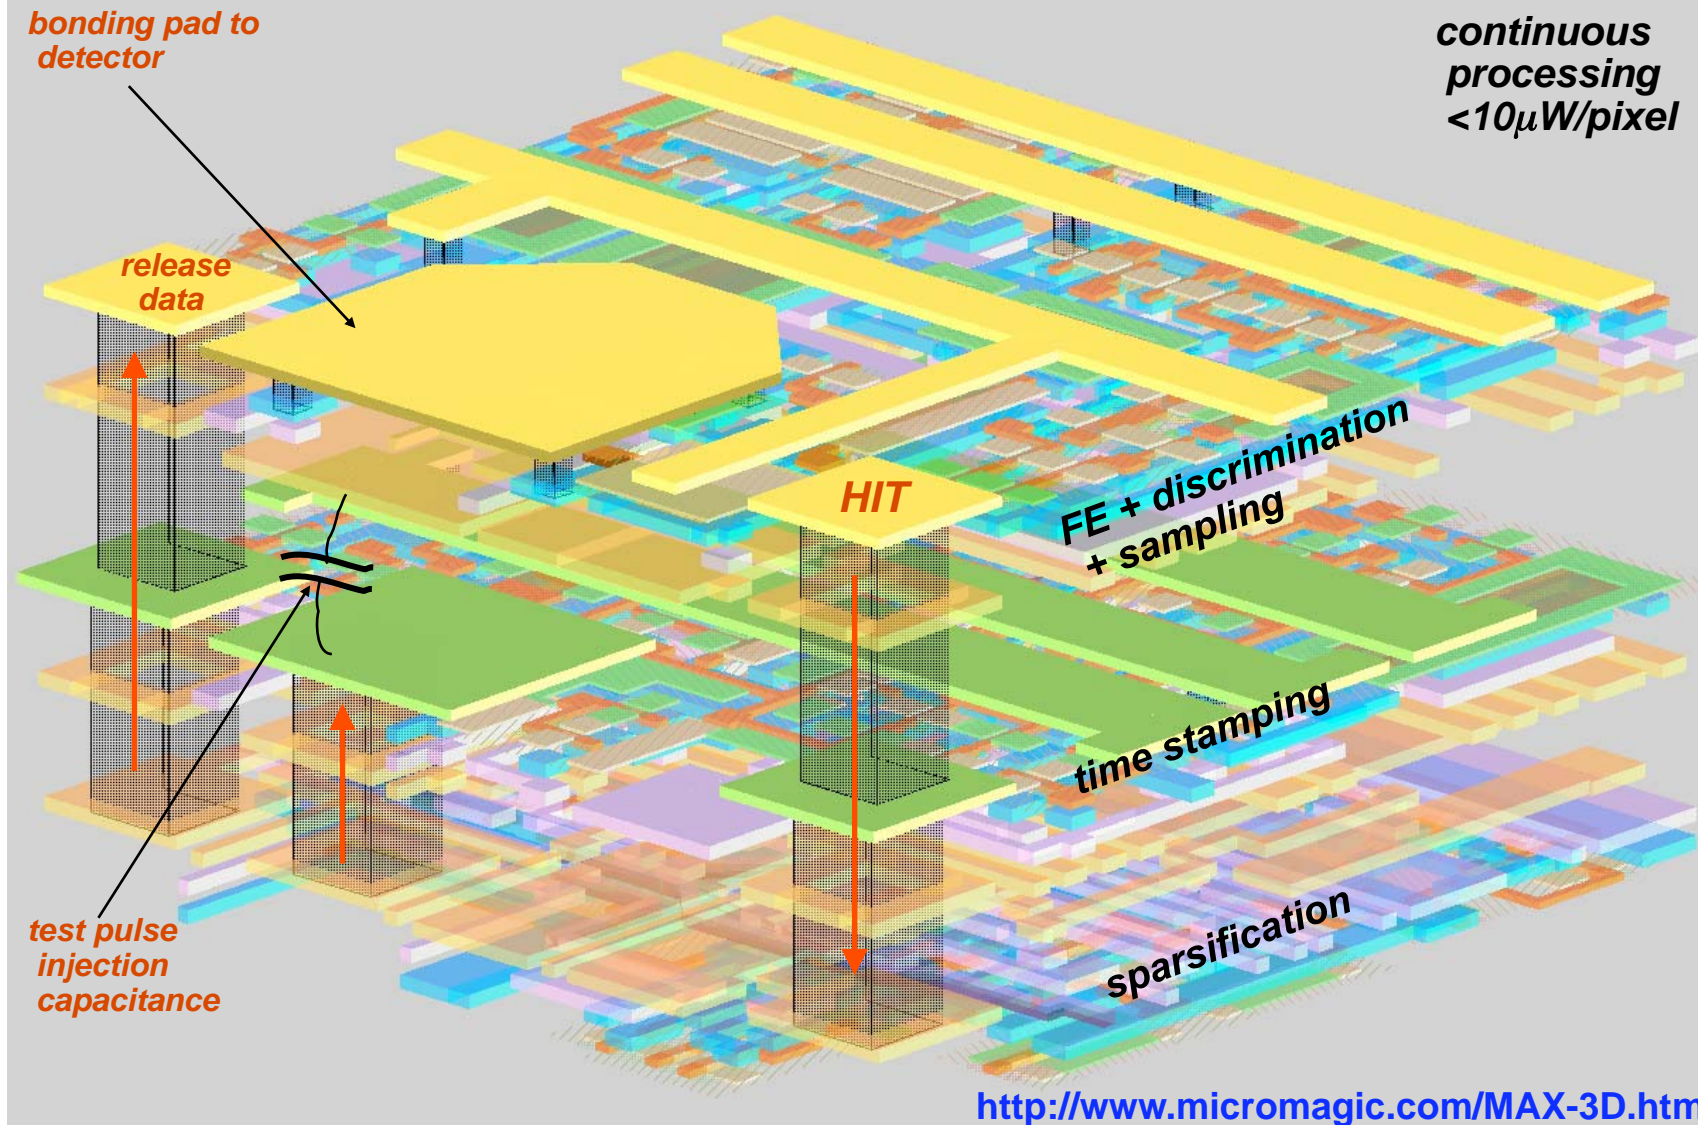 bonding pad to
detector
continuous
processing
<10μW/pixel
release
data
HIT
FE + discrimination
+ sampling
time stamping
sparsification
test pulse
injection
capacitance
http://www.micromagic.com/MAX-3D.htm